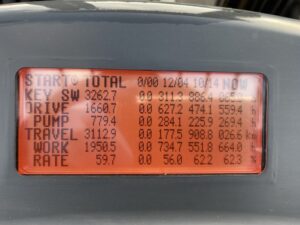 START@ TOTAL 0/00 12/04 10/14 NOW
KEY SW 3262.7 0.0 311.3 886.4
DRIVE 1660.7 0.0 627.2 474.1 559.4
PUMP 779.4 0.0 284.1 225.9 269.4
TRAVEL 3112.9 0.0 177.5 908.8 026.6 km
WORK 1950.5 0.0 734.7 551.8 664.0
RATE 59.7 0.0 56.0 62.2 62.3 %